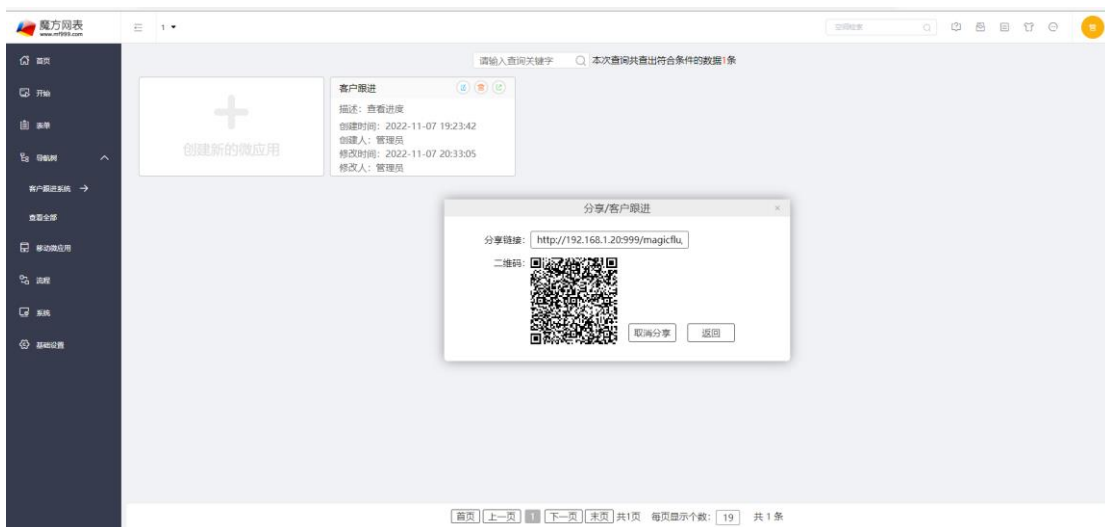 魔方网表
www.mf999.com
1
空间检索
管
首页
开始
表单
导航树
客户跟进系统
查看全部
移动微应用
流程
系统
基础设置
请输入查询关键字
本次查询共查出符合条件的数据1条
创建新的微应用
客户跟进
描述：查看进度
创建时间：2022-11-07 19:23:42
创建人：管理员
修改时间：2022-11-07 20:33:05
修改人：管理员
分享/客户跟进
×
分享链接：http://192.168.1.20:999/magicflu,
二维码：
取消分享 返回
首页 上一页 1 下一页 末页 共1页 每页显示个数：19 共 1 条